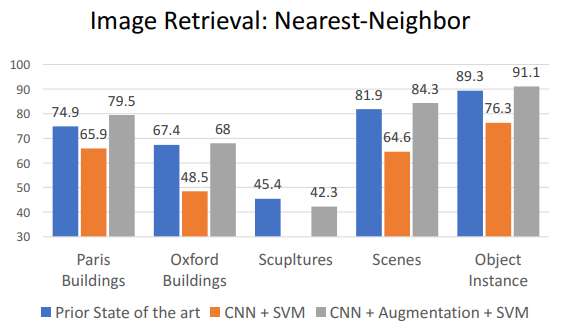 Image Retrieval: Nearest-Neighbor
100
90
80
70
60
50
40
30
74.9
65.9
79.5
67.4
48.5
68
45.4
42.3
81.9
64.6
84.3
89.3
76.3
91.1
Paris
Buildings
Oxford
Buildings
Scupltures
Scenes
Object
Instance
Prior State of the art
CNN + SVM
CNN + Augmentation + SVM